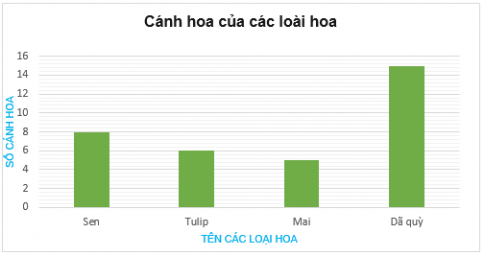 Cánh hoa của các loài hoa
16
14
12
10
8
6
4
2
0
SỐ CÁNH HOA
Sen Tulip Mai Dã quỳ
TÊN CÁC LOẠI HOA